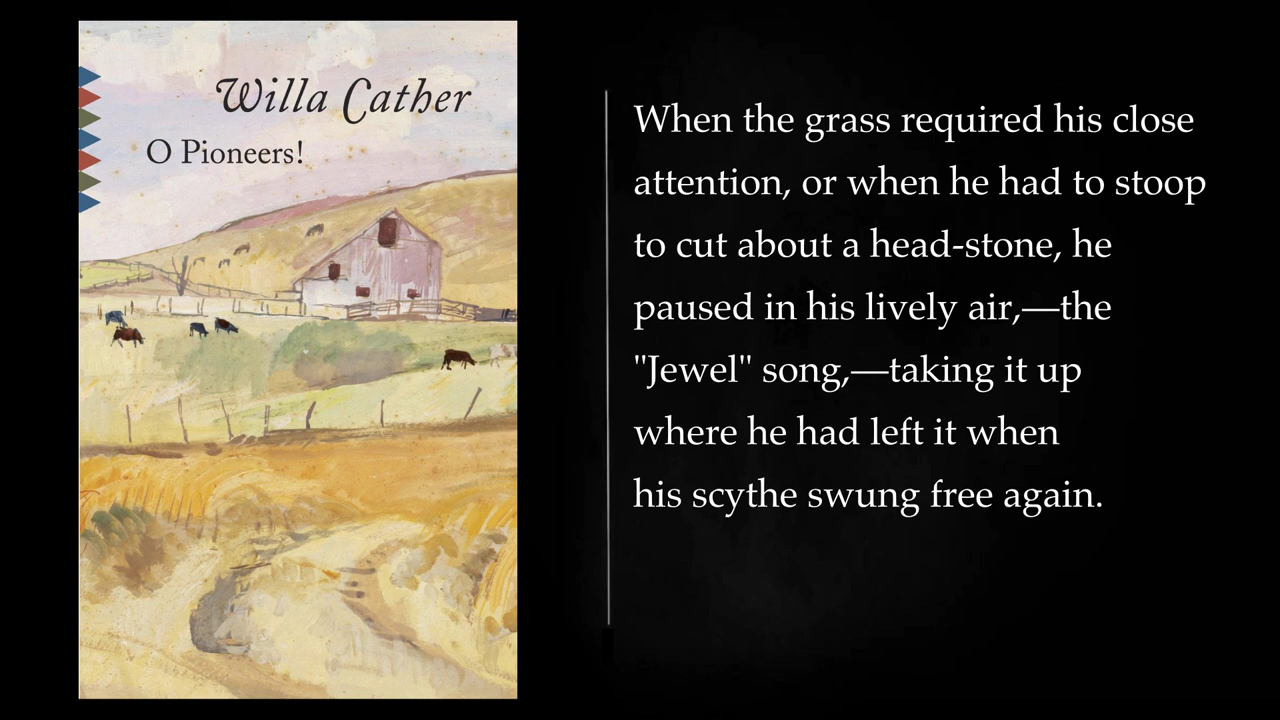 Willa Cather
O Pioneers!
When the grass required his close
attention, or when he had to stoop
to cut about a head-stone, he
paused in his lively air,—the
"Jewel" song,—taking it up
where he had left it when
his scythe swung free again.